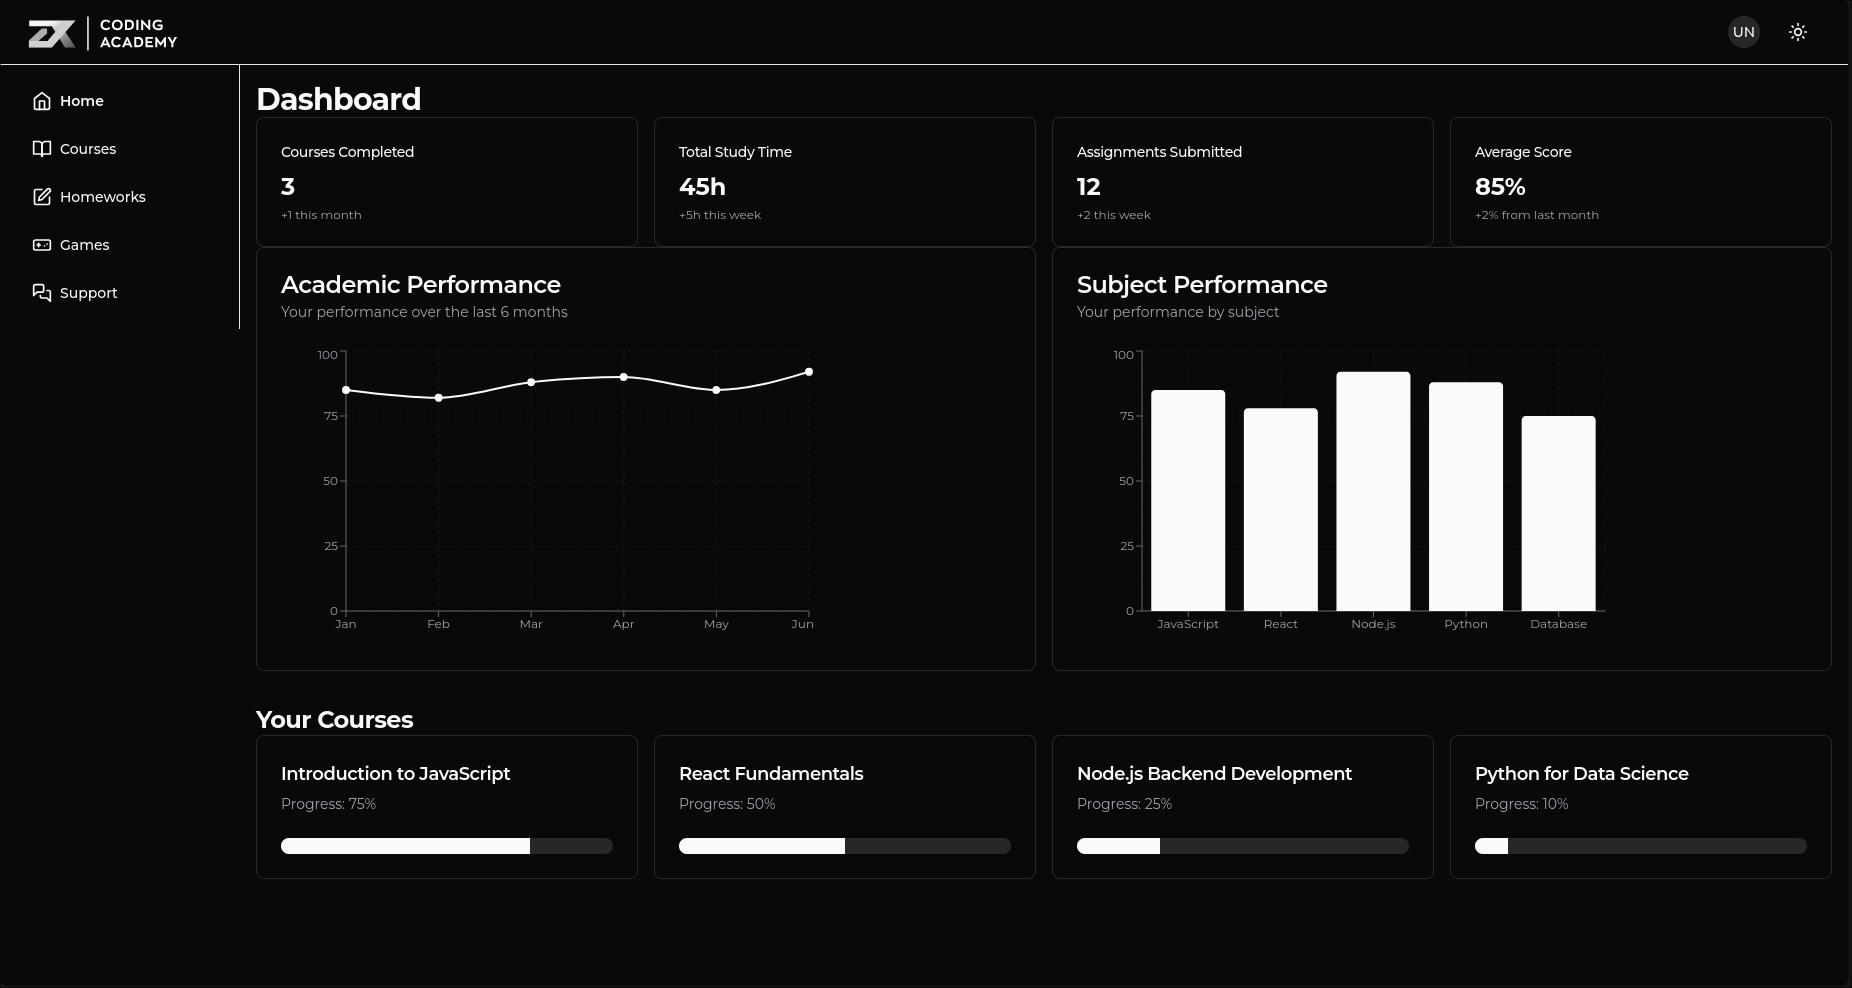 ZX CODING
ACADEMY
UN
Home
Courses
Homeworks
Games
Support
Dashboard
Courses Completed
3
+1 this month
Total Study Time
45h
+5h this week
Assignments Submitted
12
+2 this week
Average Score
85%
+2% from last month
Academic Performance
Your performance over the last 6 months
100
75
50
25
0
Jan Feb Mar Apr May Jun
Subject Performance
Your performance by subject
100
75
50
25
0
JavaScript React Node.js Python Database
Your Courses
Introduction to JavaScript
Progress: 75%
React Fundamentals
Progress: 50%
Node.js Backend Development
Progress: 25%
Python for Data Science
Progress: 10%